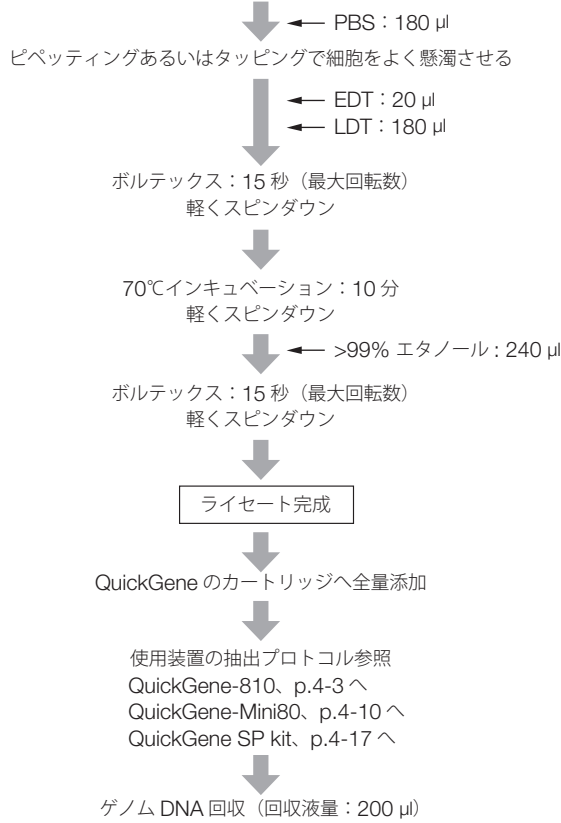 PBS：180 µl
ピペッティングあるいはタッピングで細胞をよく懸濁させる
EDT：20 µl
LDT：180 µl
ボルテックス：15 秒（最大回転数）
軽くスピンダウン
70℃インキュベーション：10 分
軽くスピンダウン
>99% エタノール : 240 µl
ボルテックス：15 秒（最大回転数）
軽くスピンダウン
ライセート完成
QuickGene のカートリッジへ全量添加
使用装置の抽出プロトコル参照
QuickGene-810、p.4-3 へ
QuickGene-Mini80、p.4-10 へ
QuickGene SP kit、p.4-17 へ
ゲノム DNA 回収（回収液量：200 µl）